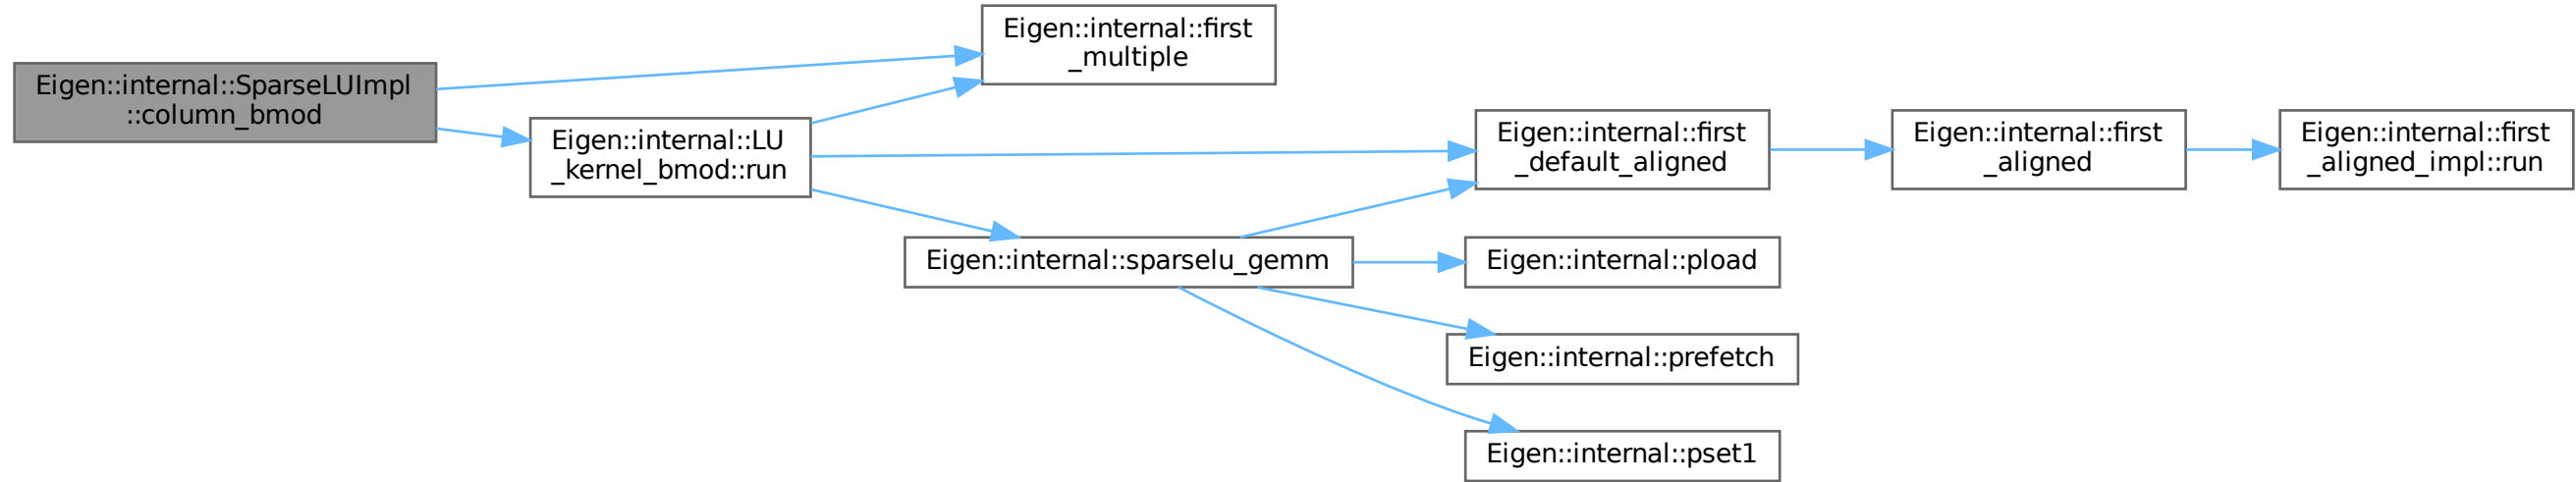 Eigen::internal::SparseLUImpl
::column_bmod
Eigen::internal::first
_multiple
Eigen::internal::LU
_kernel_bmod::run
Eigen::internal::first
_default_aligned
Eigen::internal::first
_aligned
Eigen::internal::first
_aligned_impl::run
Eigen::internal::sparselu_gemm
Eigen::internal::pload
Eigen::internal::prefetch
Eigen::internal::pset1